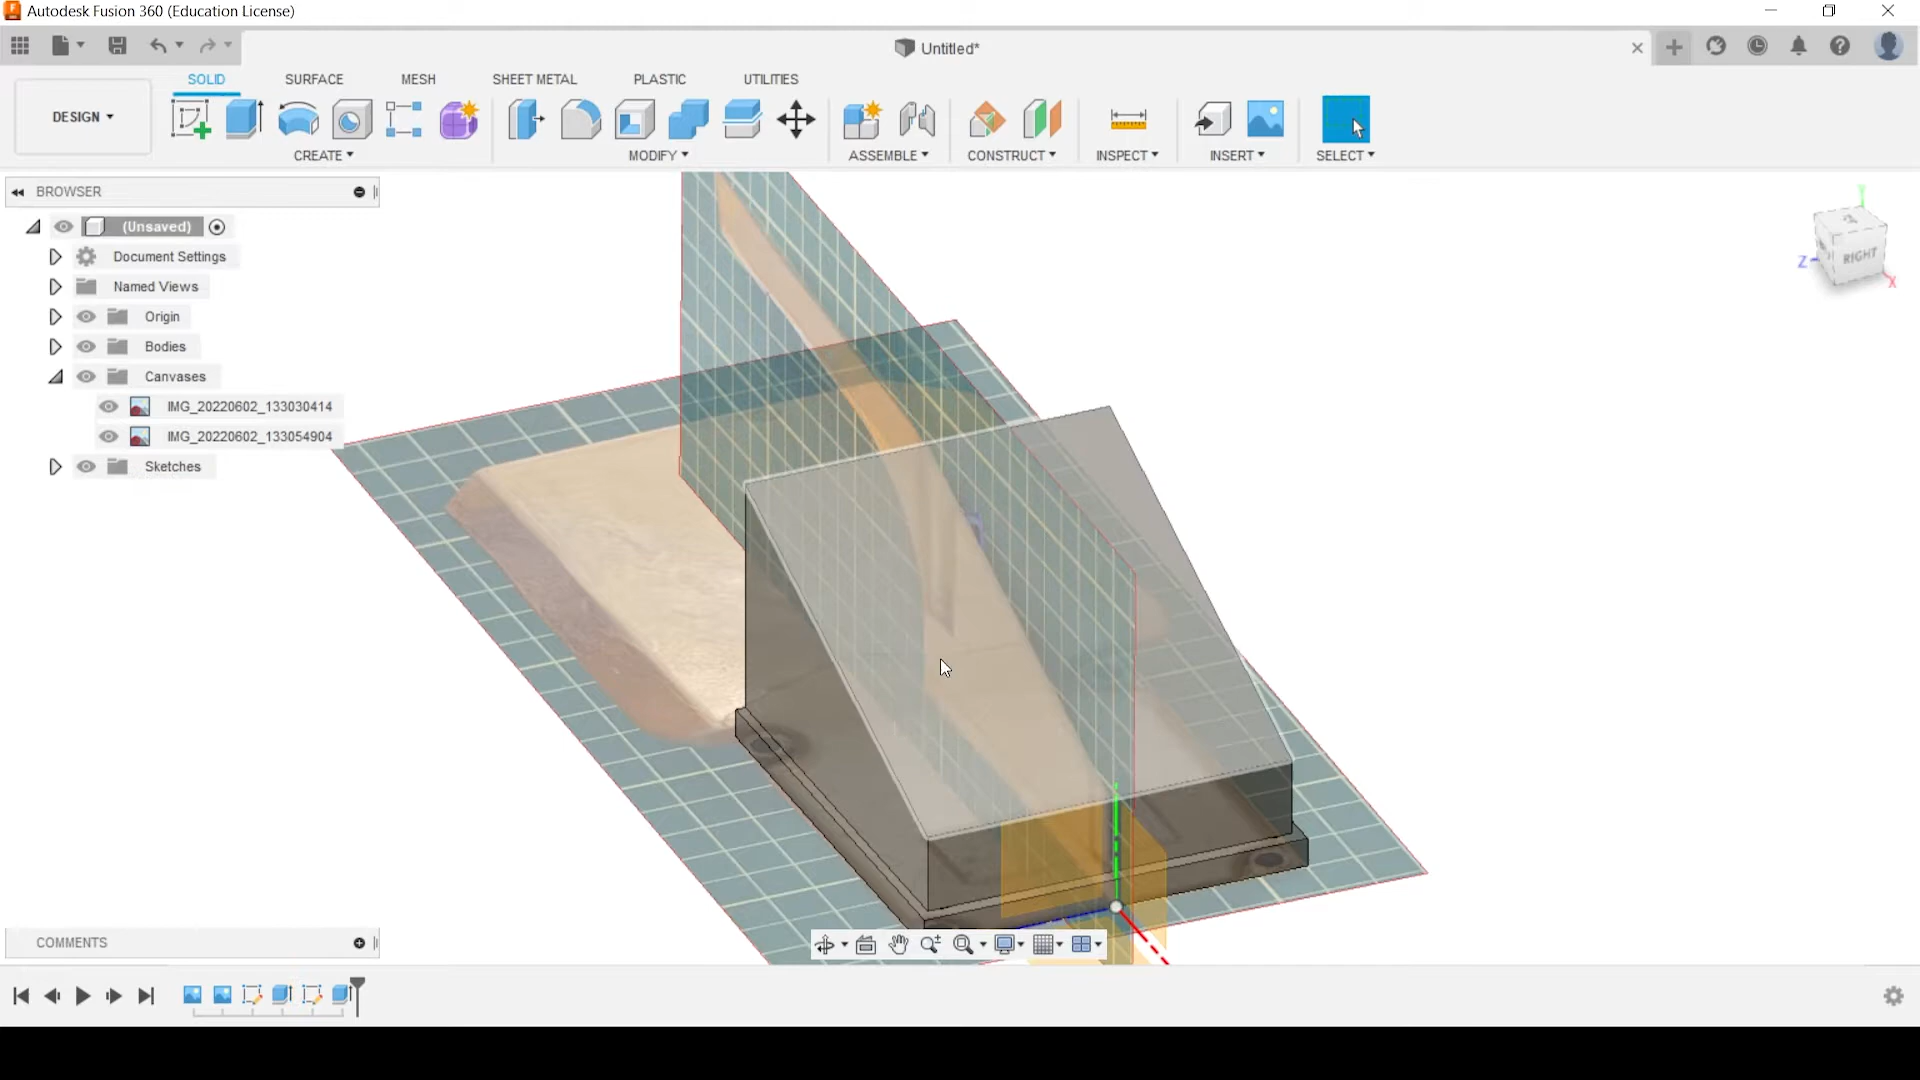 Autodesk Fusion 360 (Education License)
Untitled*
SOLID SURFACE MESH SHEET METAL PLASTIC UTILITIES
DESIGN
CREATE MODIFY ASSEMBLE CONSTRUCT INSPECT INSERT SELECT
BROWSER
(Unsaved)
Document Settings
Named Views
Origin
Bodies
Canvases
IMG_20220602_133030414
IMG_20220602_133054904
Sketches
Y
Z
RIGHT
X
COMMENTS